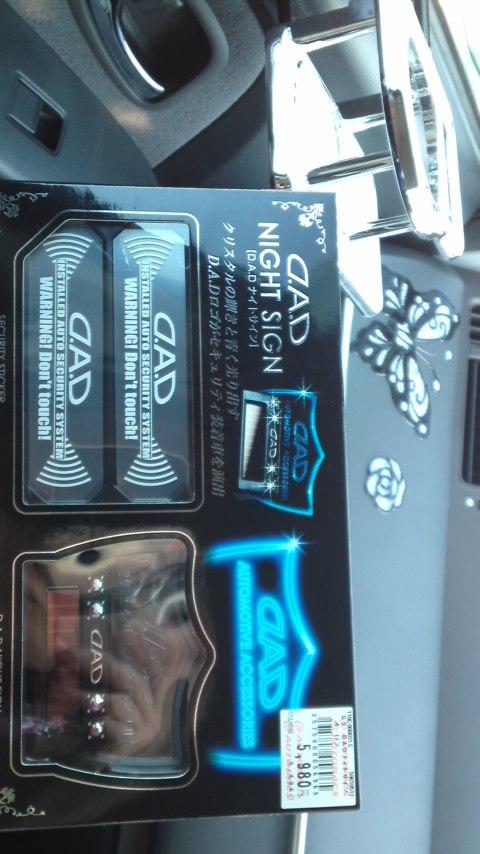 D.A.D
NIGHT SIGN
[D.A.Dナイトサイン]
クリスタルの輝きと青く光り出す
D.A.Dロゴがセキュリティ装着車を演出
D.A.D
AUTOMOTIVE ACCESSORIES
D.A.D
D.A.D
INSTALLED AUTO SECURITY SYSTEM
WARNING! Don't touch!
D.A.D
INSTALLED AUTO SECURITY SYSTEM
WARNING! Don't touch!
SECURITY STICKER
D.A.D
AUTOMOTIVE ACCESSORIES
D.A.D
D.A.D NIGHT SIGN
5,980